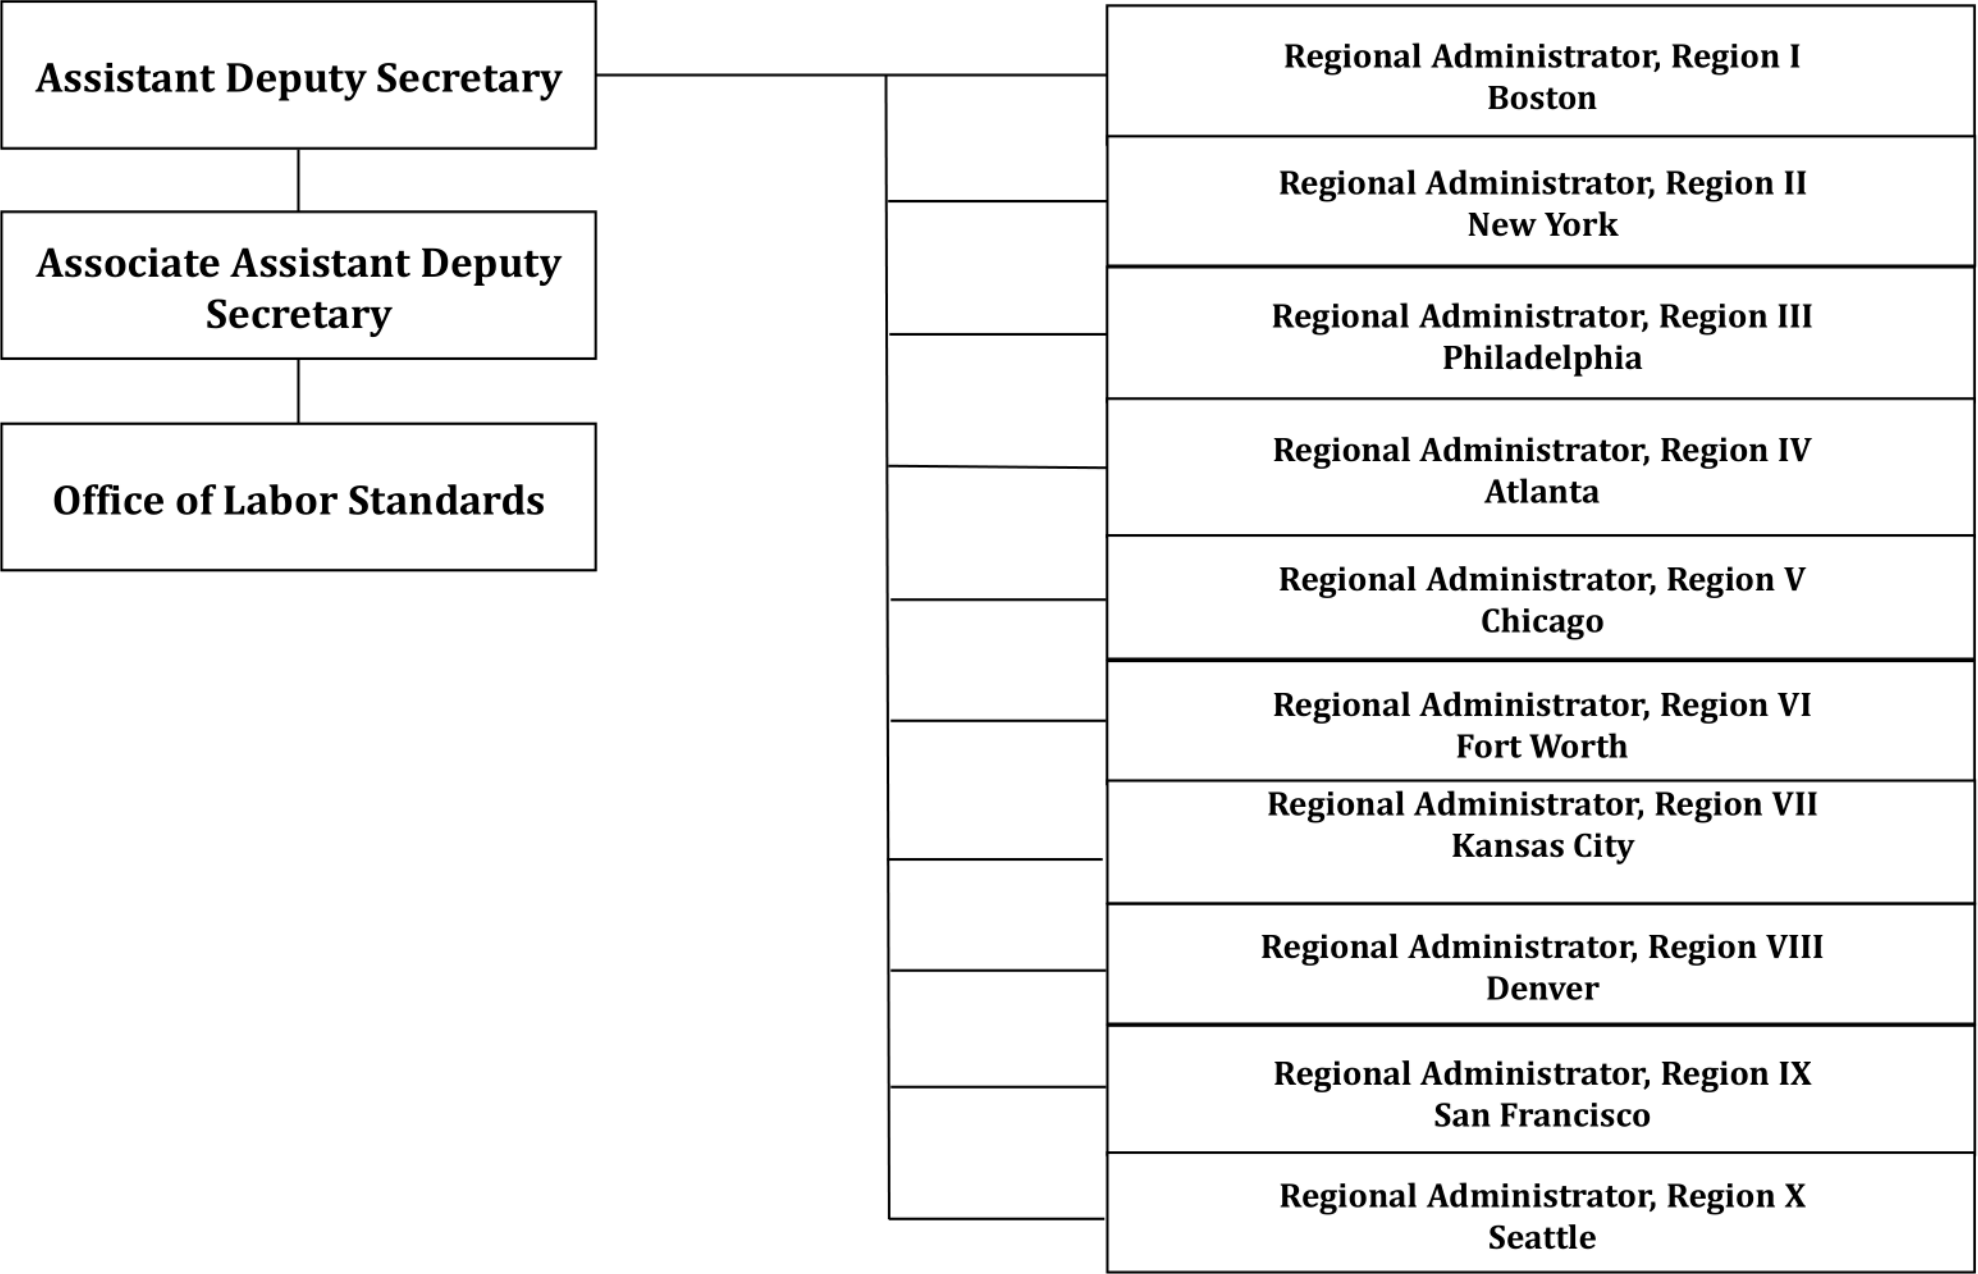 Assistant Deputy Secretary
Associate Assistant Deputy
Secretary
Office of Labor Standards
Regional Administrator, Region I
Boston
Regional Administrator, Region II
New York
Regional Administrator, Region III
Philadelphia
Regional Administrator, Region IV
Atlanta
Regional Administrator, Region V
Chicago
Regional Administrator, Region VI
Fort Worth
Regional Administrator, Region VII
Kansas City
Regional Administrator, Region VIII
Denver
Regional Administrator, Region IX
San Francisco
Regional Administrator, Region X
Seattle